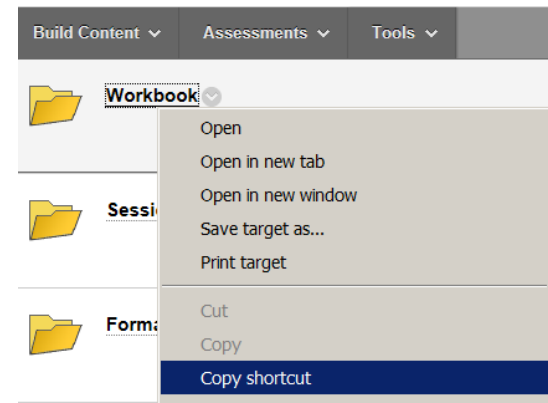 Build Content Assessments Tools
Workbook
Open
Open in new tab
Open in new window
Save target as...
Print target
Cut
Copy
Copy shortcut